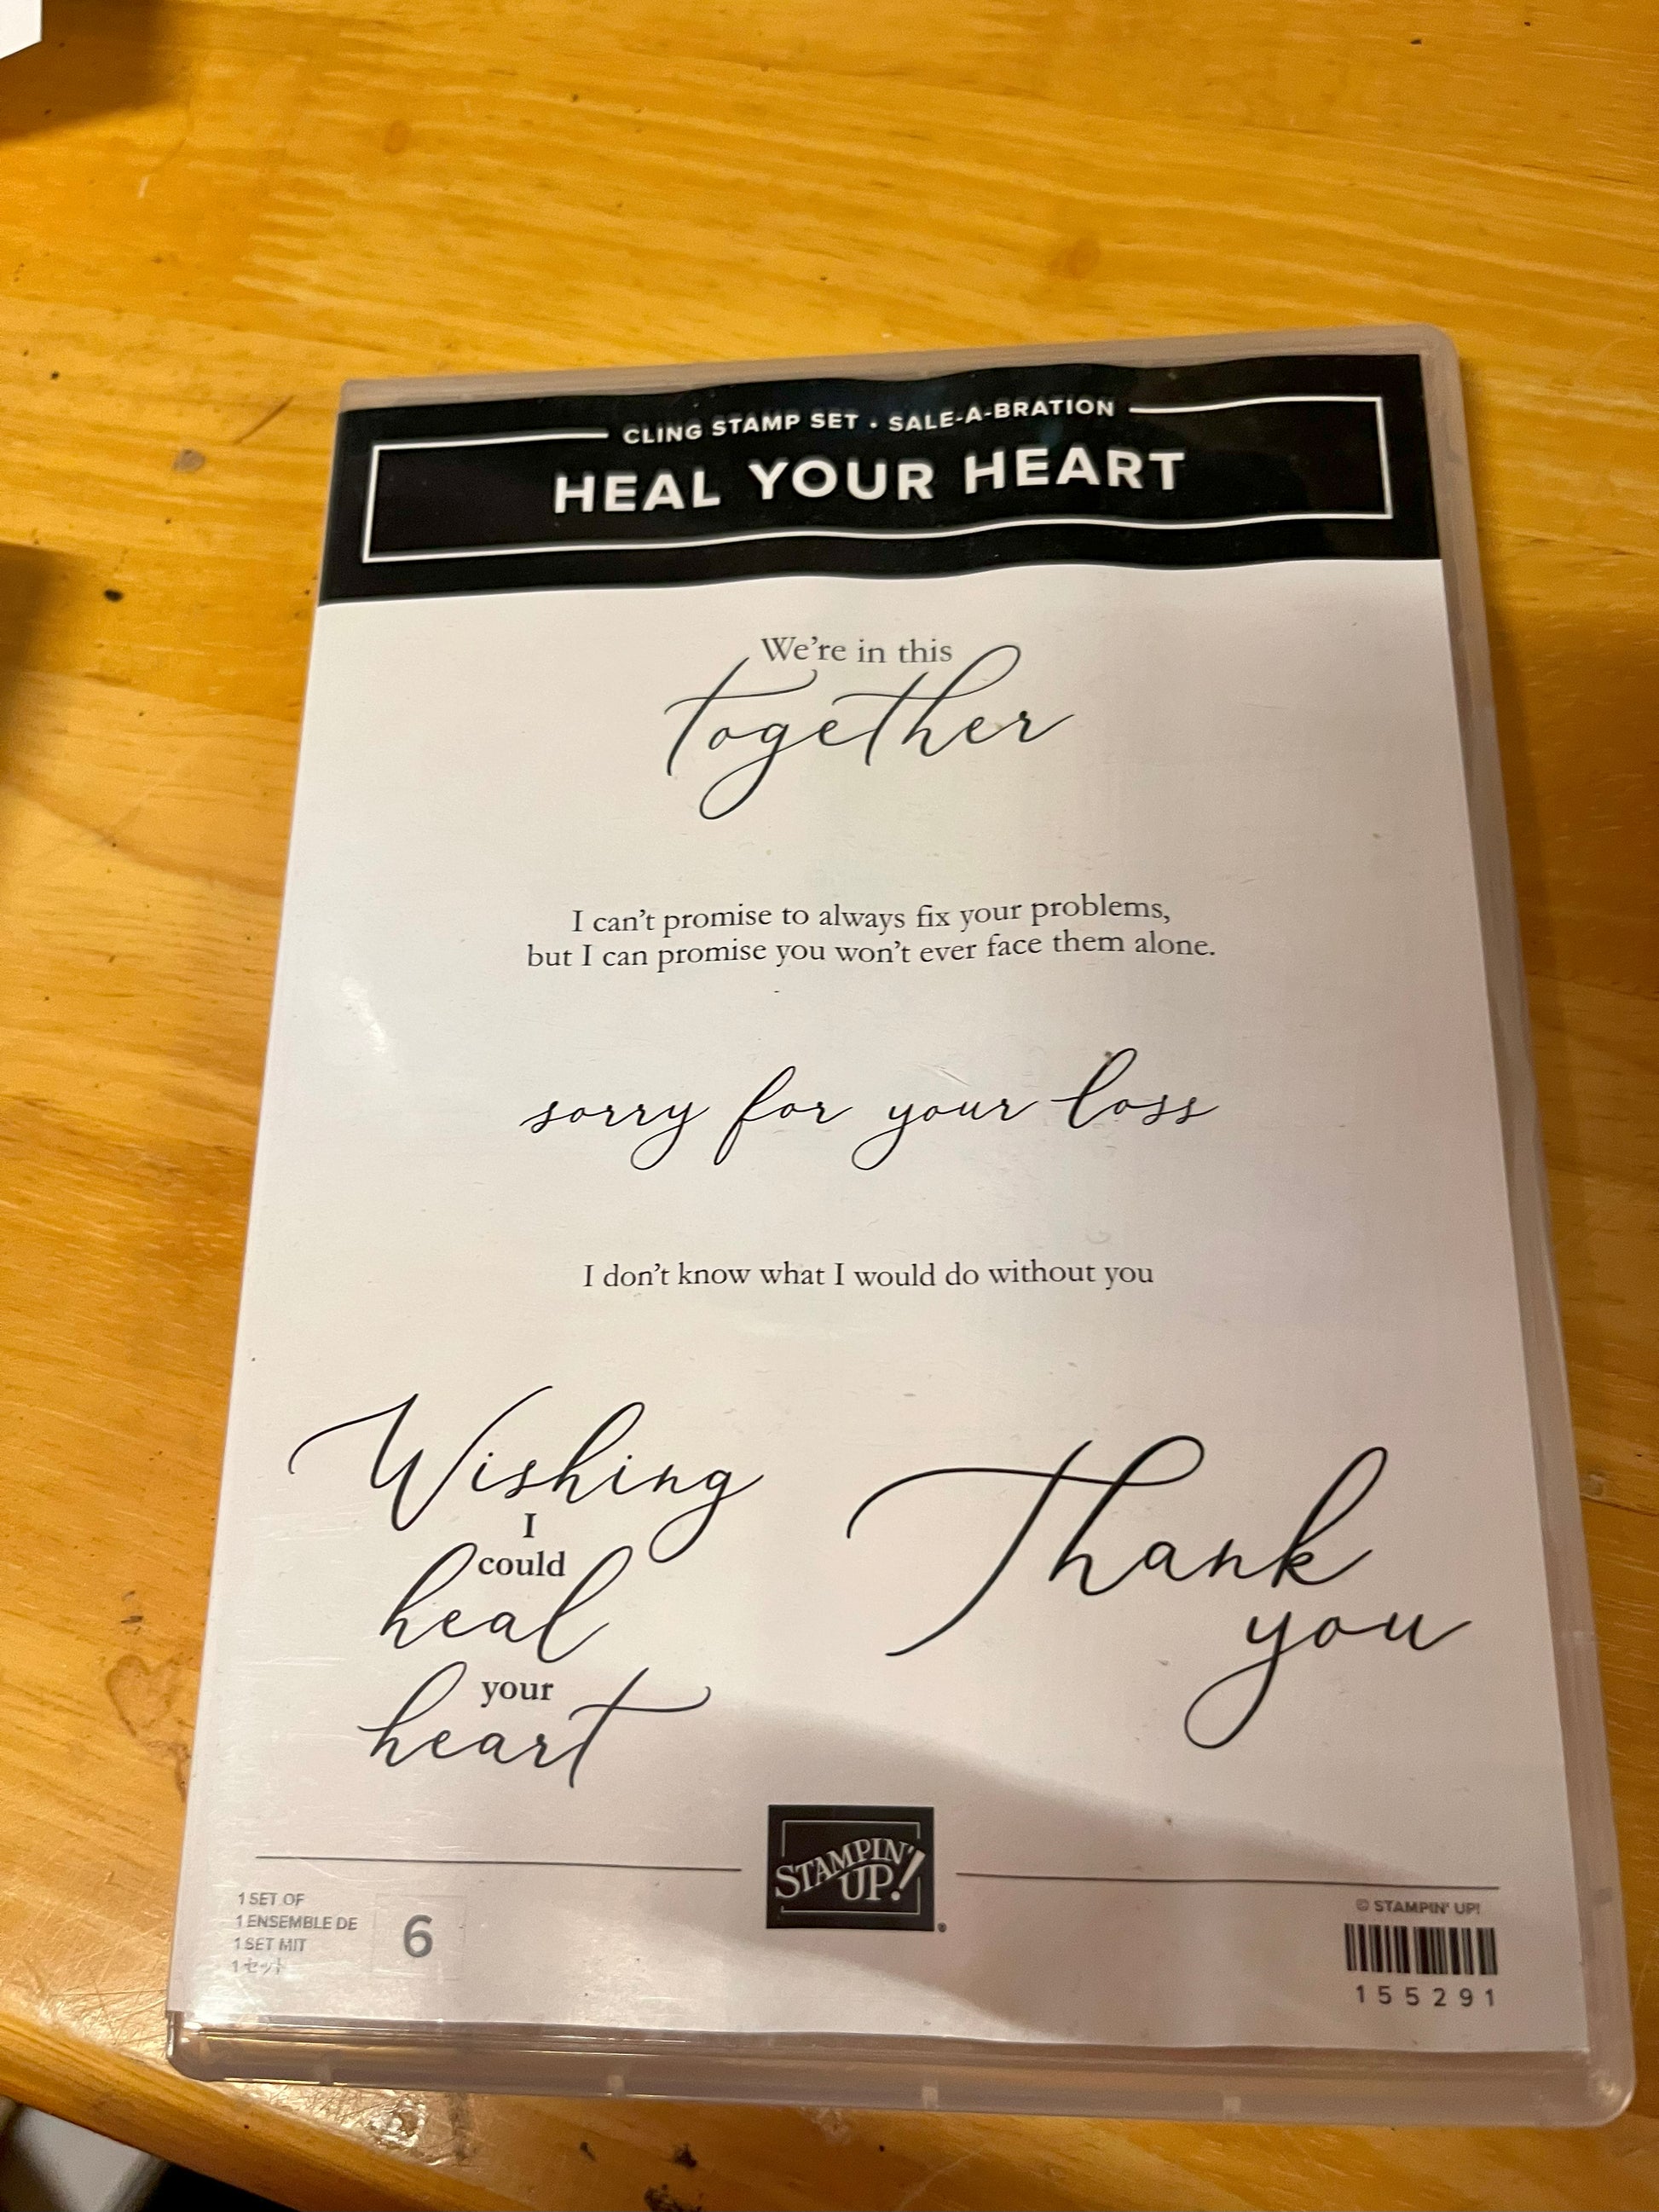 CLING STAMP SET • SALE-A-BRATION
HEAL YOUR HEART
We're in this
together
I can't promise to always fix your problems,
but I can promise you won't ever face them alone.
sorry for your loss
I don't know what I would do without you
Wishing
I
could
heal
your
heart
Thank
you
STAMPIN'
UP!®
1 SET OF
1 ENSEMBLE DE
1 SET MIT
1 セット
6
© STAMPIN' UP!
155291